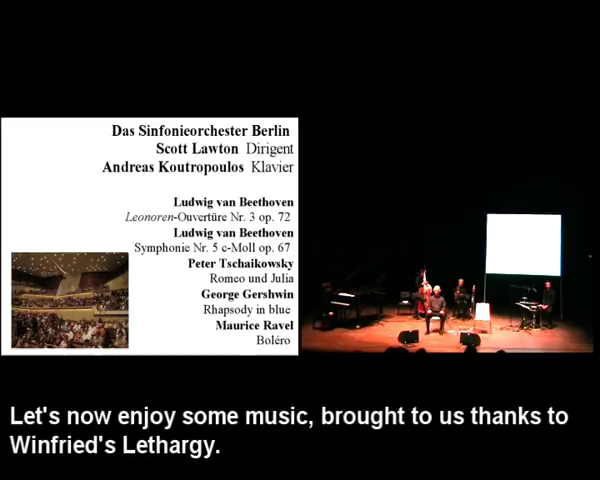 Das Sinfonieorchester Berlin
Scott Lawton Dirigent
Andreas Koutropoulos Klavier
Ludwig van Beethoven
Leonoren-Ouvertüre Nr. 3 op. 72
Ludwig van Beethoven
Symphonie Nr. 5 c-Moll op. 67
Peter Tschaikowsky
Romeo und Julia
George Gershwin
Rhapsody in blue
Maurice Ravel
Boléro
Let's now enjoy some music, brought to us thanks to
Winfried's Lethargy.